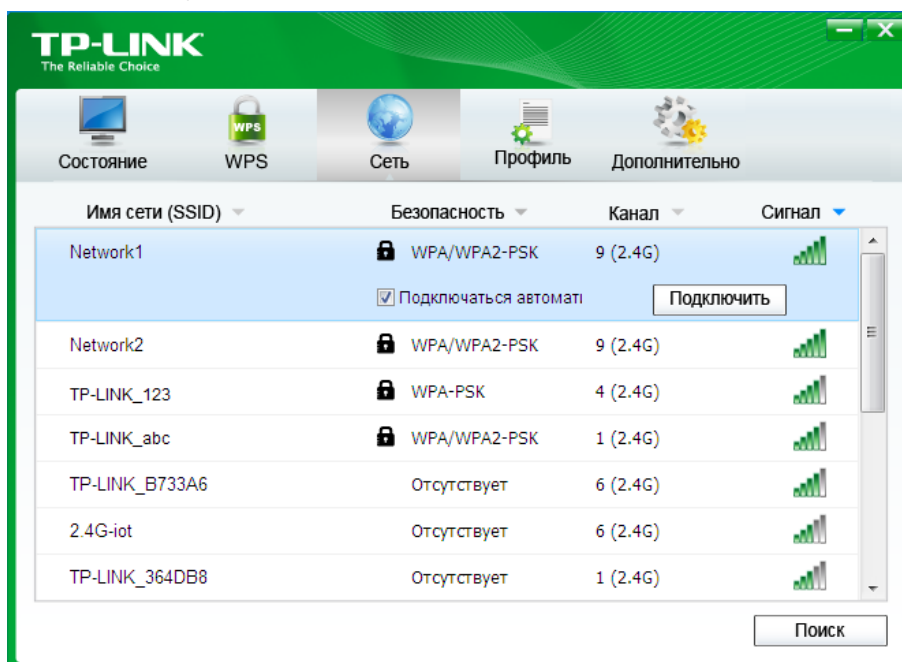 TP-LINK
The Reliable Choice
WPS
Состояние WPS Сеть Профиль Дополнительно
Имя сети (SSID) Безопасность Канал Сигнал
Network1 WPA/WPA2-PSK 9 (2.4G)
Подключаться автомати Подключить
Network2 WPA/WPA2-PSK 9 (2.4G)
TP-LINK_123 WPA-PSK 4 (2.4G)
TP-LINK_abc WPA/WPA2-PSK 1 (2.4G)
TP-LINK_B733A6 Отсутствует 6 (2.4G)
2.4G-iot Отсутствует 6 (2.4G)
TP-LINK_364DB8 Отсутствует 1 (2.4G)
Поиск